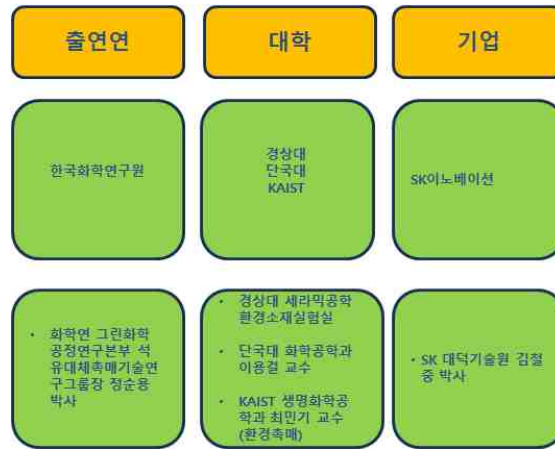 출연연
대학
기업
한국화학연구원
경상대
단국대
KAIST
SK이노베이션
• 화학연 그린화학
공정연구본부 석
유대체촉매기술연
구그룹장 정순용
박사
• 경상대 세라믹공학
환경소재실험실
• 단국대 화학공학과
이용걸 교수
• KAIST 생명화학공
학과 최민기 교수
(환경촉매)
• SK 대덕기술원 김철
중 박사